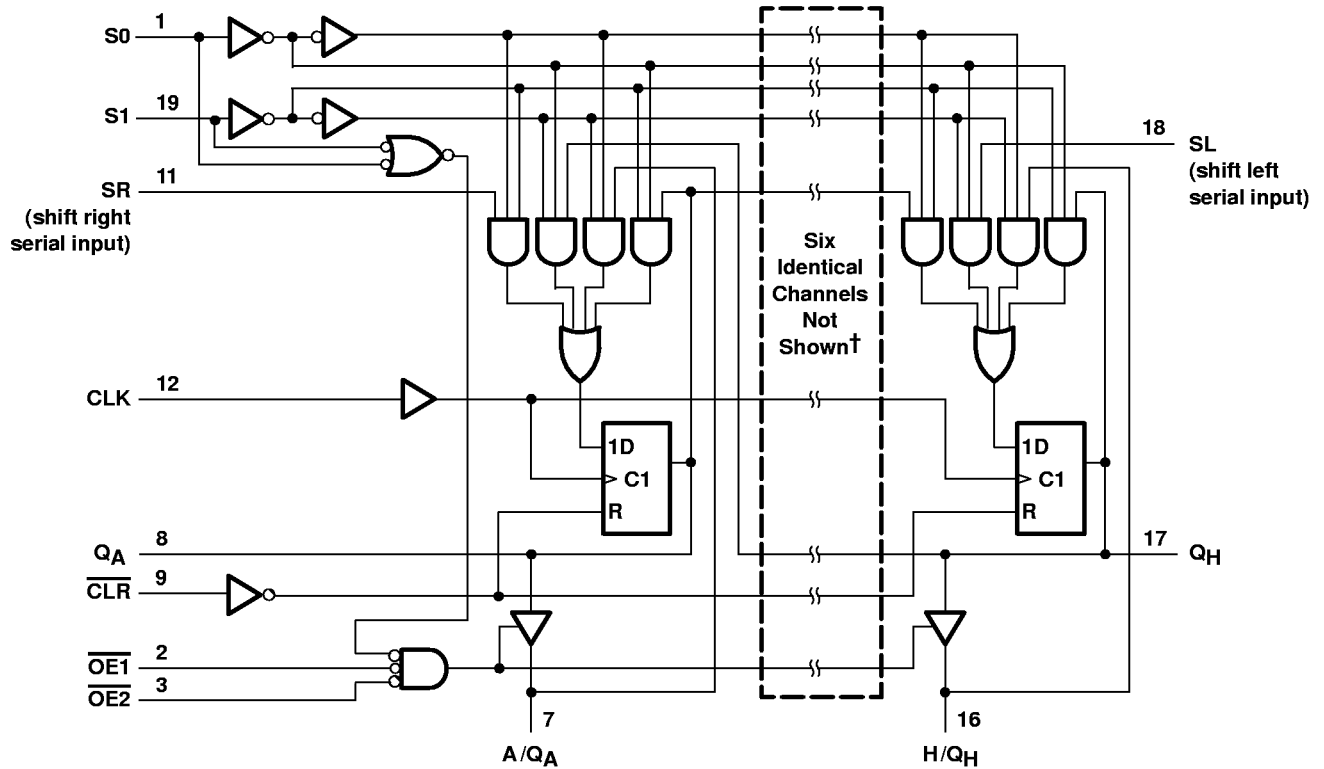 S0
1
S1
19
18
SL
(shift left
serial input)
11
SR
(shift right
serial input)
Six
Identical
Channels
Not
Shown†
CLK
12
1D
C1
R
1D
C1
R
QA
8
17
QH
CLR
9
OE1
2
OE2
3
7
16
A/QA
H/QH